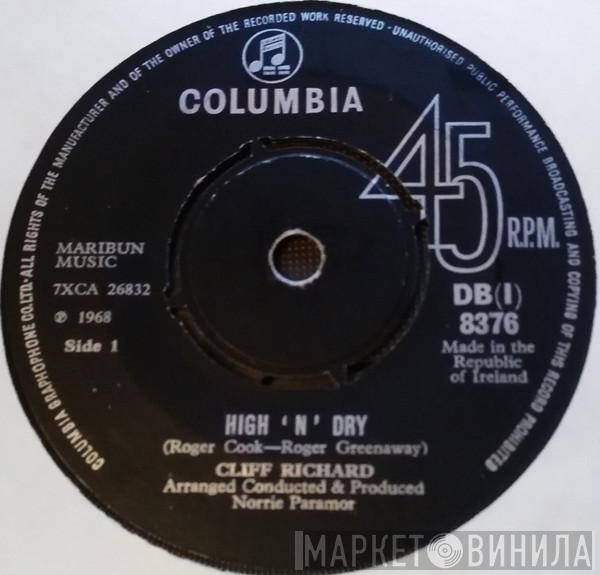 COLUMBIA GRAPHOPHONE CO.LTD·ALL RIGHTS OF THE MANUFACTURER AND OF THE OWNER OF THE RECORDED WORK RESERVED·UNAUTHORISED PUBLIC PERFORMANCE BROADCASTING AND COPYING OF THIS RECORD PROHIBITED
COLUMBIA
45 R.P.M.
MARIBUN
MUSIC
7XCA 26832
℗ 1968
Side 1
DB(I)
8376
Made in the
Republic
of Ireland
HIGH ‘N’ DRY
(Roger Cook—Roger Greenaway)
CLIFF RICHARD
Arranged Conducted & Produced
Norrie Paramor
МАРКЕТ ВИНИЛА